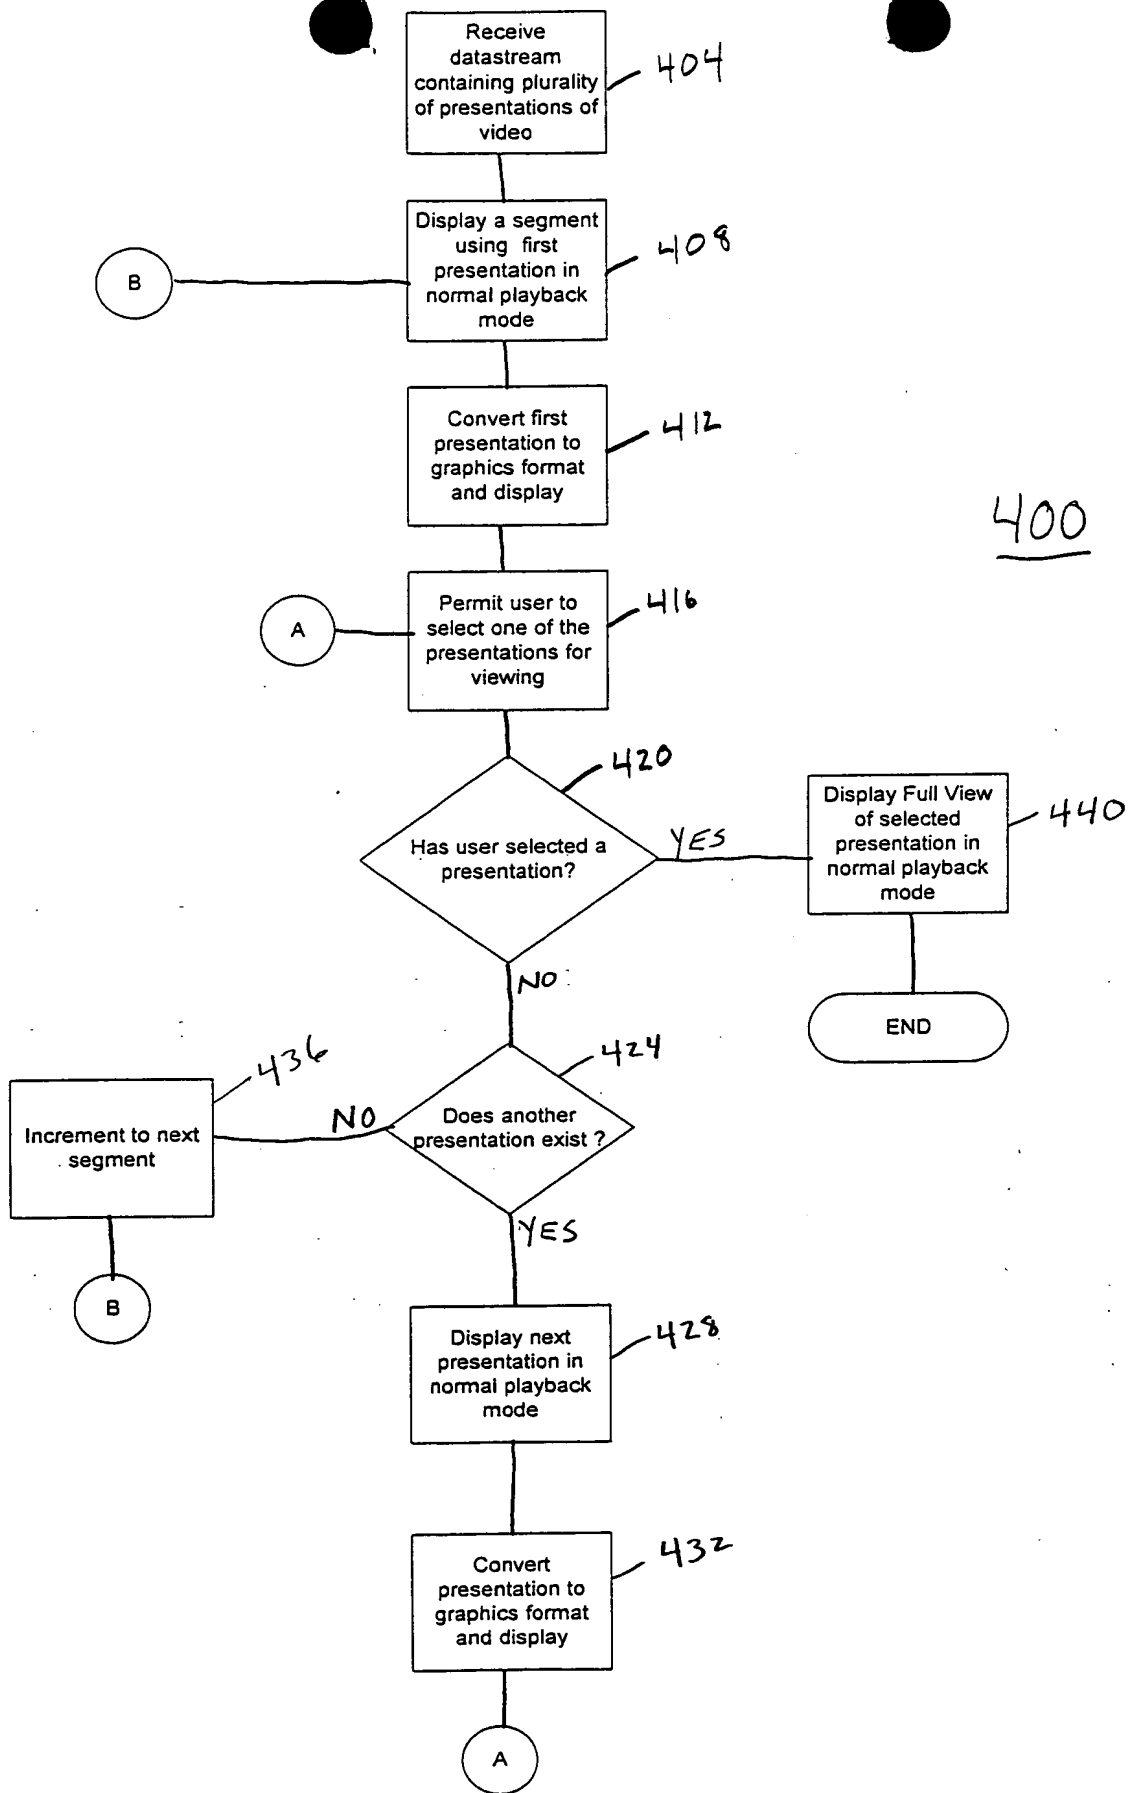 Receive
datastream
containing plurality
of presentations of
video
404
Display a segment
using first
presentation in
normal playback
mode
408
B
Convert first
presentation to
graphics format
and display
412
400
Permit user to
select one of the
presentations for
viewing
416
A
420
Has user selected a
presentation?
YES
Display Full View
of selected
presentation in
normal playback
mode
440
NO
END
424
Does another
presentation exist ?
NO
436
Increment to next
segment
B
YES
Display next
presentation in
normal playback
mode
428
Convert
presentation to
graphics format
and display
432
A